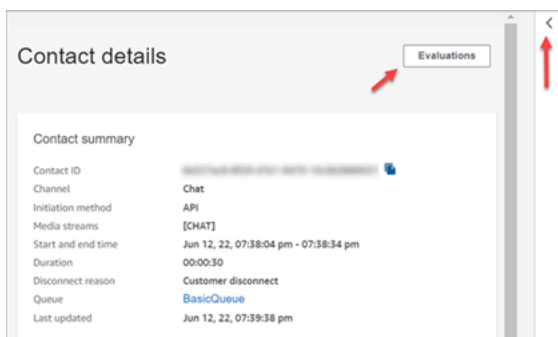 Contact details
Evaluations
Contact summary
Contact ID
Channel Chat
Initiation method API
Media streams [CHAT]
Start and end time Jun 12, 22, 07:38:04 pm - 07:38:34 pm
Duration 00:00:30
Disconnect reason Customer disconnect
Queue BasicQueue
Last updated Jun 12, 22, 07:39:38 pm